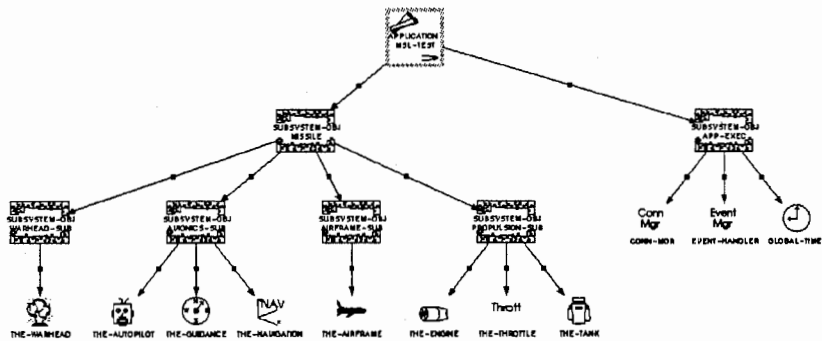 APPLICATION
MSL-TEST
SUBSYSTEM-OBJ
MISSILE
SUBSYSTEM-OBJ
APP-EXEC
SUBSYSTEM-OBJ
WARHEAD-SUB
SUBSYSTEM-OBJ
AVIONICS-SUB
SUBSYSTEM-OBJ
AIRFRAME-SUB
SUBSYSTEM-OBJ
PROPULSION-SUB
Conn
Mgr
CONN-MGR
Event
Mgr
EVENT-HANDLER
GLOBAL-TIME
THE-WARHEAD
THE-AUTOPILOT
THE-GUIDANCE
NAV
THE-NAVIGATION
THE-AIRFRAME
THE-ENGINE
Thrott
THE-THROTTLE
THE-TANK